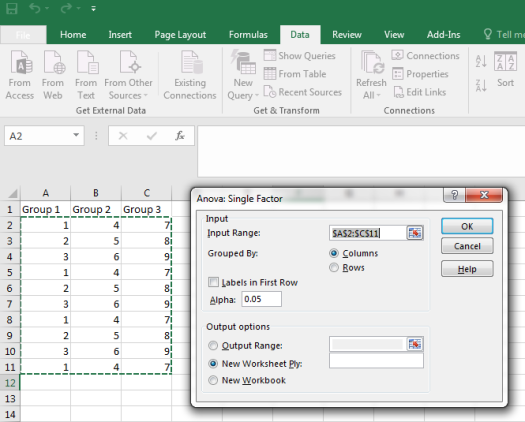 File Home Insert Page Layout Formulas Data Review View Add-Ins Tell me
Show Queries
From Table
Recent Sources
Connections
Properties
Edit Links
From Access
From Web
From Text
From Other Sources
Existing Connections
New Query
Refresh All
Sort
Get External Data
Get & Transform
Connections
A2
fx
A B C
1 Group 1 Group 2 Group 3
2 1 4 7
3 2 5 8
4 3 6 9
5 1 4 7
6 2 5 8
7 3 6 9
8 1 4 7
9 2 5 8
10 3 6 9
11 1 4 7
12
13
14
Anova: Single Factor
?
Input
Input Range: $A$2:$C$11
Grouped By:
Columns
Rows
Labels in First Row
Alpha: 0.05
Output options
Output Range:
New Worksheet Ply:
New Workbook
OK
Cancel
Help